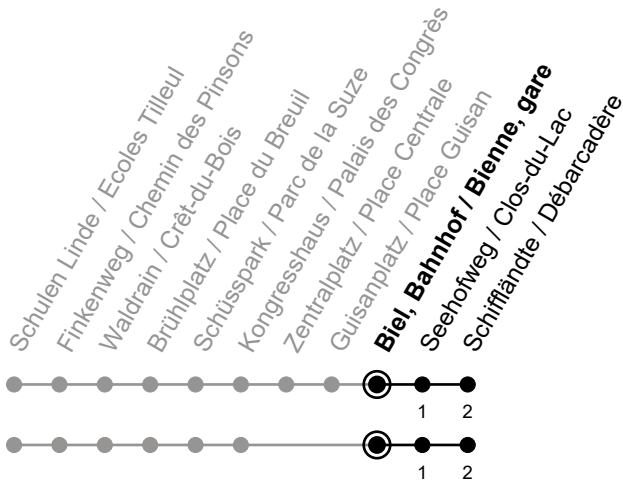 Schulen Linde / Ecoles Tilleul
Finkenweg / Chemin des Pinsons
Waldrain / Crêt-du-Bois
Brühlplatz / Place du Breuil
Schüsspark / Parc de la Suze
Kongresshaus / Palais des Congrès
Zentralplatz / Place Centrale
Guisanplatz / Place Guisan
Biel, Bahnhof / Bienne, gare
Seehofweg / Clos-du-Lac
Schiffländte / Débarcadère
1 2
1 2